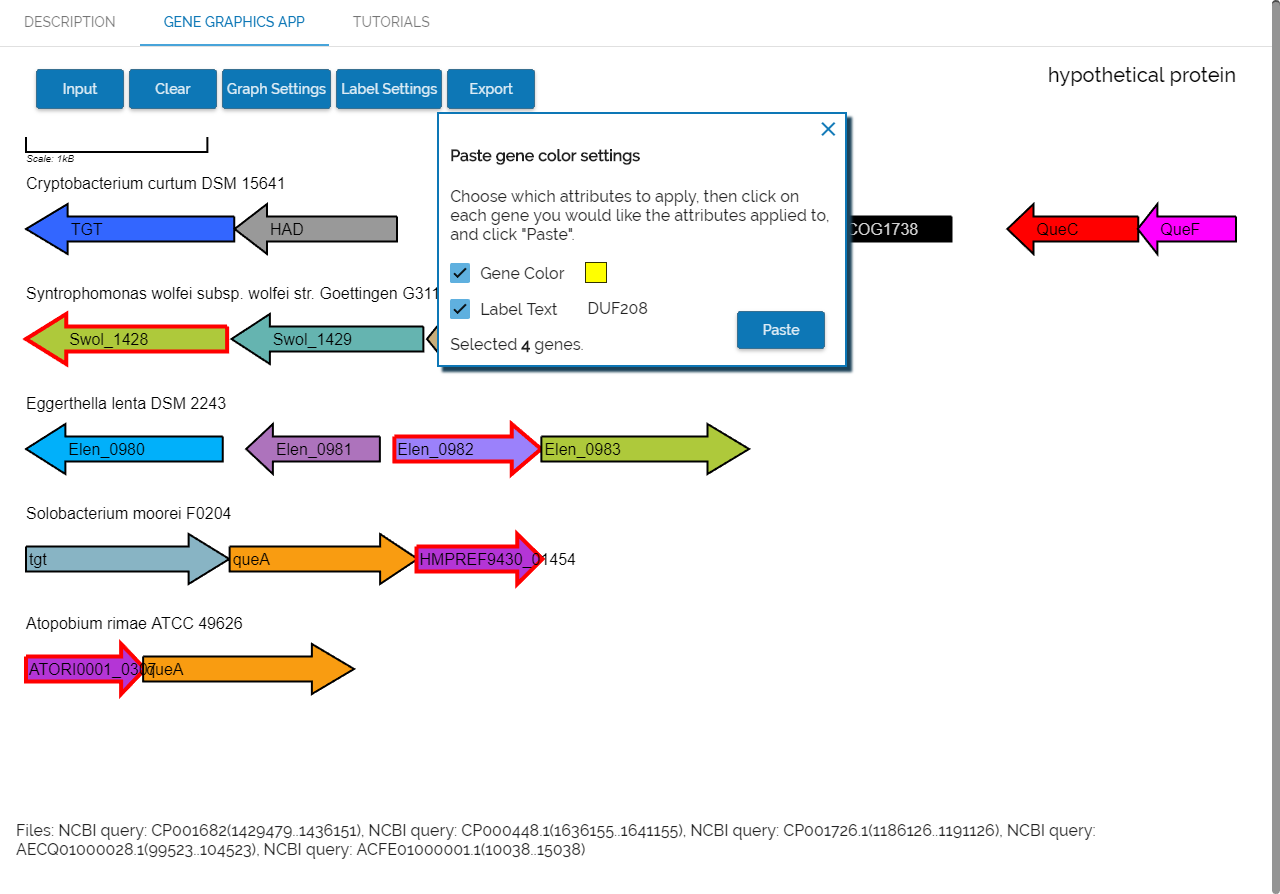 DESCRIPTION GENE GRAPHICS APP TUTORIALS
Input Clear Graph Settings Label Settings Export
hypothetical protein
Scale: 1kB
Cryptobacterium curtum DSM 15641
TGT HAD COG1738 QueC QueF
Paste gene color settings
Choose which attributes to apply, then click on
each gene you would like the attributes applied to,
and click "Paste".
Gene Color
Label Text DUF208
Paste
Selected 4 genes.
Syntrophomonas wolfei subsp. wolfei str. Goettingen G311
Swol_1428 Swol_1429
Eggerthella lenta DSM 2243
Elen_0980 Elen_0981 Elen_0982 Elen_0983
Solobacterium moorei F0204
tgt queA HMPREF9430_01454
Atopobium rimae ATCC 49626
ATORI0001_0307 queA
Files: NCBI query: CP001682(1429479..1436151), NCBI query: CP000448.1(1636155..1641155), NCBI query: CP001726.1(1186126..1191126), NCBI query:
AECQ01000028.1(99523..104523), NCBI query: ACFE01000001.1(10038..15038)